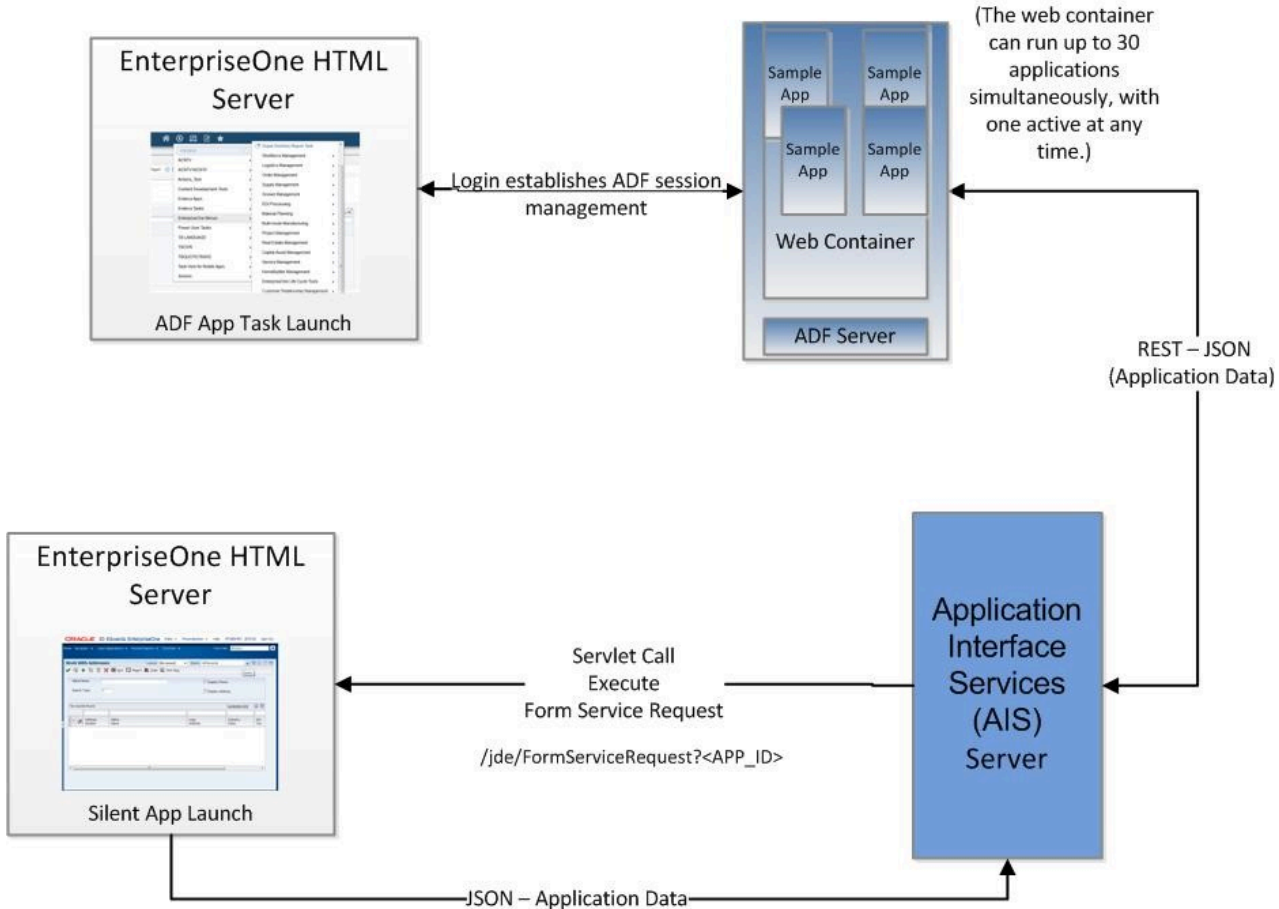 EnterpriseOne HTML
Server
ADF App Task Launch
Login establishes ADF session
management
Sample
App
Sample
App
Sample
App
Sample
App
Web Container
ADF Server
(The web container
can run up to 30
applications
simultaneously, with
one active at any
time.)
REST – JSON
(Application Data)
EnterpriseOne HTML
Server
ORACLE
Silent App Launch
Servlet Call
Execute
Form Service Request
/jde/FormServiceRequest?<APP_ID>
Application
Interface
Services
(AIS)
Server
JSON – Application Data